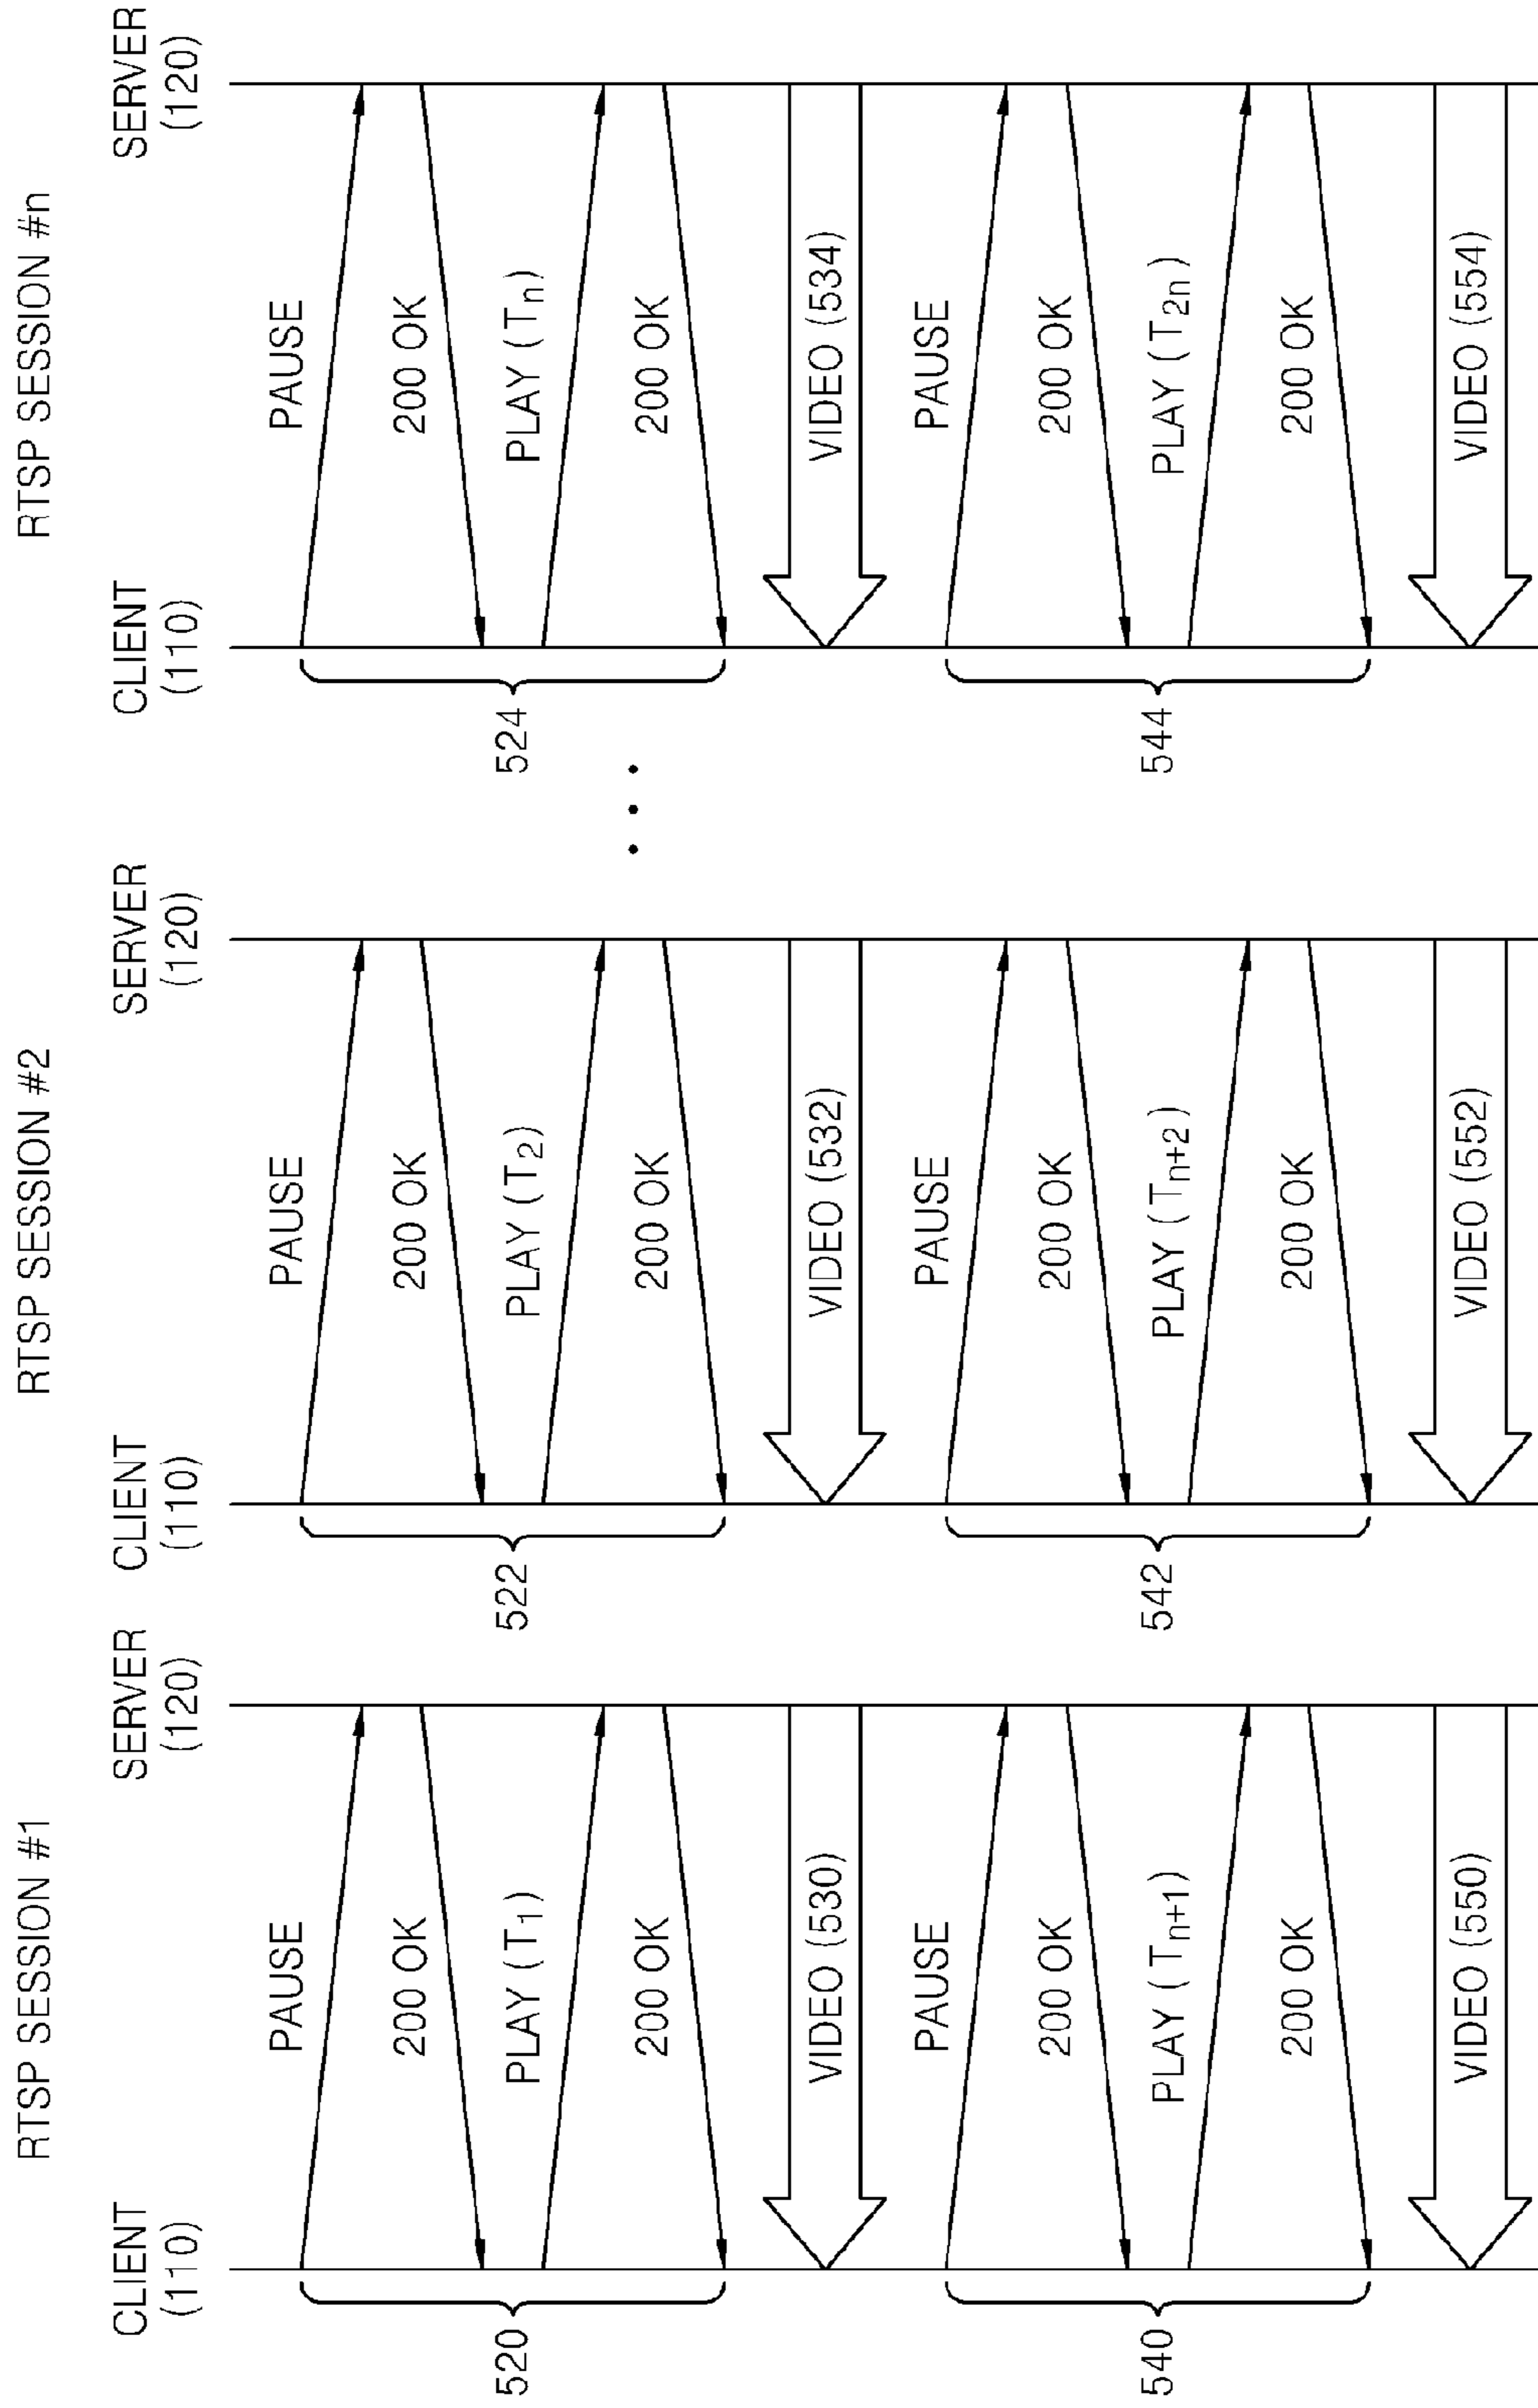 RTSP SESSION #1
CLIENT
(110)
SERVER
(120)
PAUSE
200 OK
PLAY (T1)
200 OK
520
VIDEO (530)
PAUSE
200 OK
PLAY (Tn+1)
200 OK
540
VIDEO (550)
RTSP SESSION #2
CLIENT
(110)
SERVER
(120)
PAUSE
200 OK
PLAY (T2)
200 OK
522
VIDEO (532)
PAUSE
200 OK
PLAY (Tn+2)
200 OK
542
VIDEO (552)
RTSP SESSION #n
CLIENT
(110)
SERVER
(120)
PAUSE
200 OK
PLAY (Tn)
200 OK
524
VIDEO (534)
PAUSE
200 OK
PLAY (T2n)
200 OK
544
VIDEO (554)